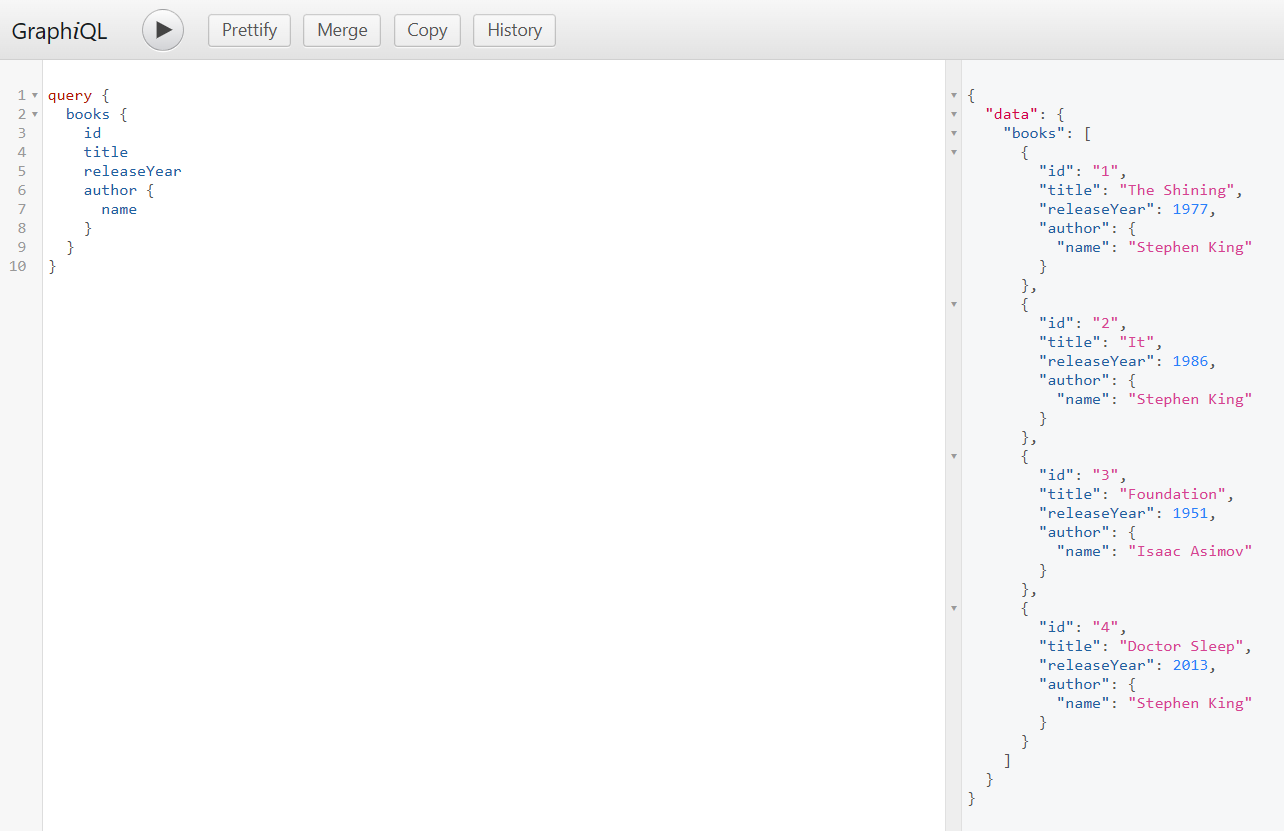 GraphiQL
Prettify Merge Copy History
1 query {
2   books {
3     id
4     title
5     releaseYear
6     author {
7       name
8     }
9   }
10 }
{
  "data": {
    "books": [
      {
        "id": "1",
        "title": "The Shining",
        "releaseYear": 1977,
        "author": {
          "name": "Stephen King"
        }
      },
      {
        "id": "2",
        "title": "It",
        "releaseYear": 1986,
        "author": {
          "name": "Stephen King"
        }
      },
      {
        "id": "3",
        "title": "Foundation",
        "releaseYear": 1951,
        "author": {
          "name": "Isaac Asimov"
        }
      },
      {
        "id": "4",
        "title": "Doctor Sleep",
        "releaseYear": 2013,
        "author": {
          "name": "Stephen King"
        }
      }
    ]
  }
}